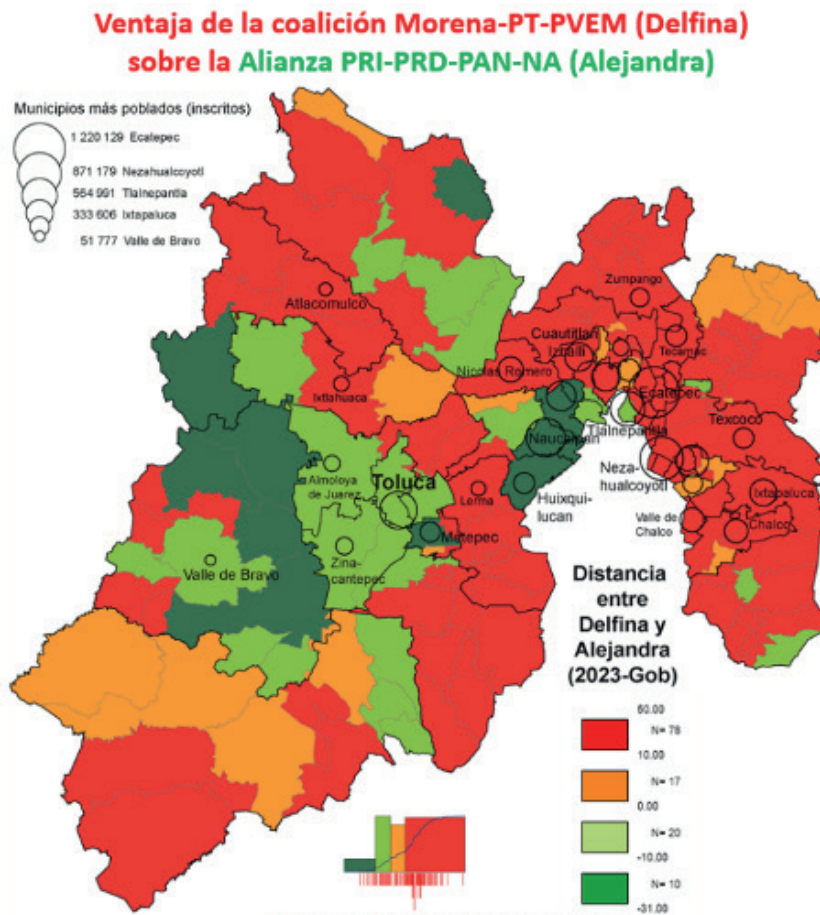 Ventaja de la coalición Morena-PT-PVEM (Delfina)
sobre la Alianza PRI-PRD-PAN-NA (Alejandra)
Municipios más poblados (inscritos)
1 220 129 Ecatepec
871 179 Nezahualcoyotl
564 991 Tlalnepantla
333 606 Ixtapaluca
51 777 Valle de Bravo
Atlacomulco
Zumpango
Cuautitlan
Izcalli
Tecamac
Nicolas Romero
Ixtlahuaca
Ecatepec
Tlalnepantla
Texcoco
Naucalpan
Almoloya
de Juarez
Toluca
Lerma
Neza-
hualcoyotl
Huixqui-
lucan
Ixtapaluca
Metepec
Valle de
Chalco
Chalco
Zina-
cantepec
Valle de Bravo
Distancia
entre
Delfina y
Alejandra
(2023-Gob)
60.00
N= 78
10.00
N= 17
0.00
N= 20
-10.00
N= 10
-31.00